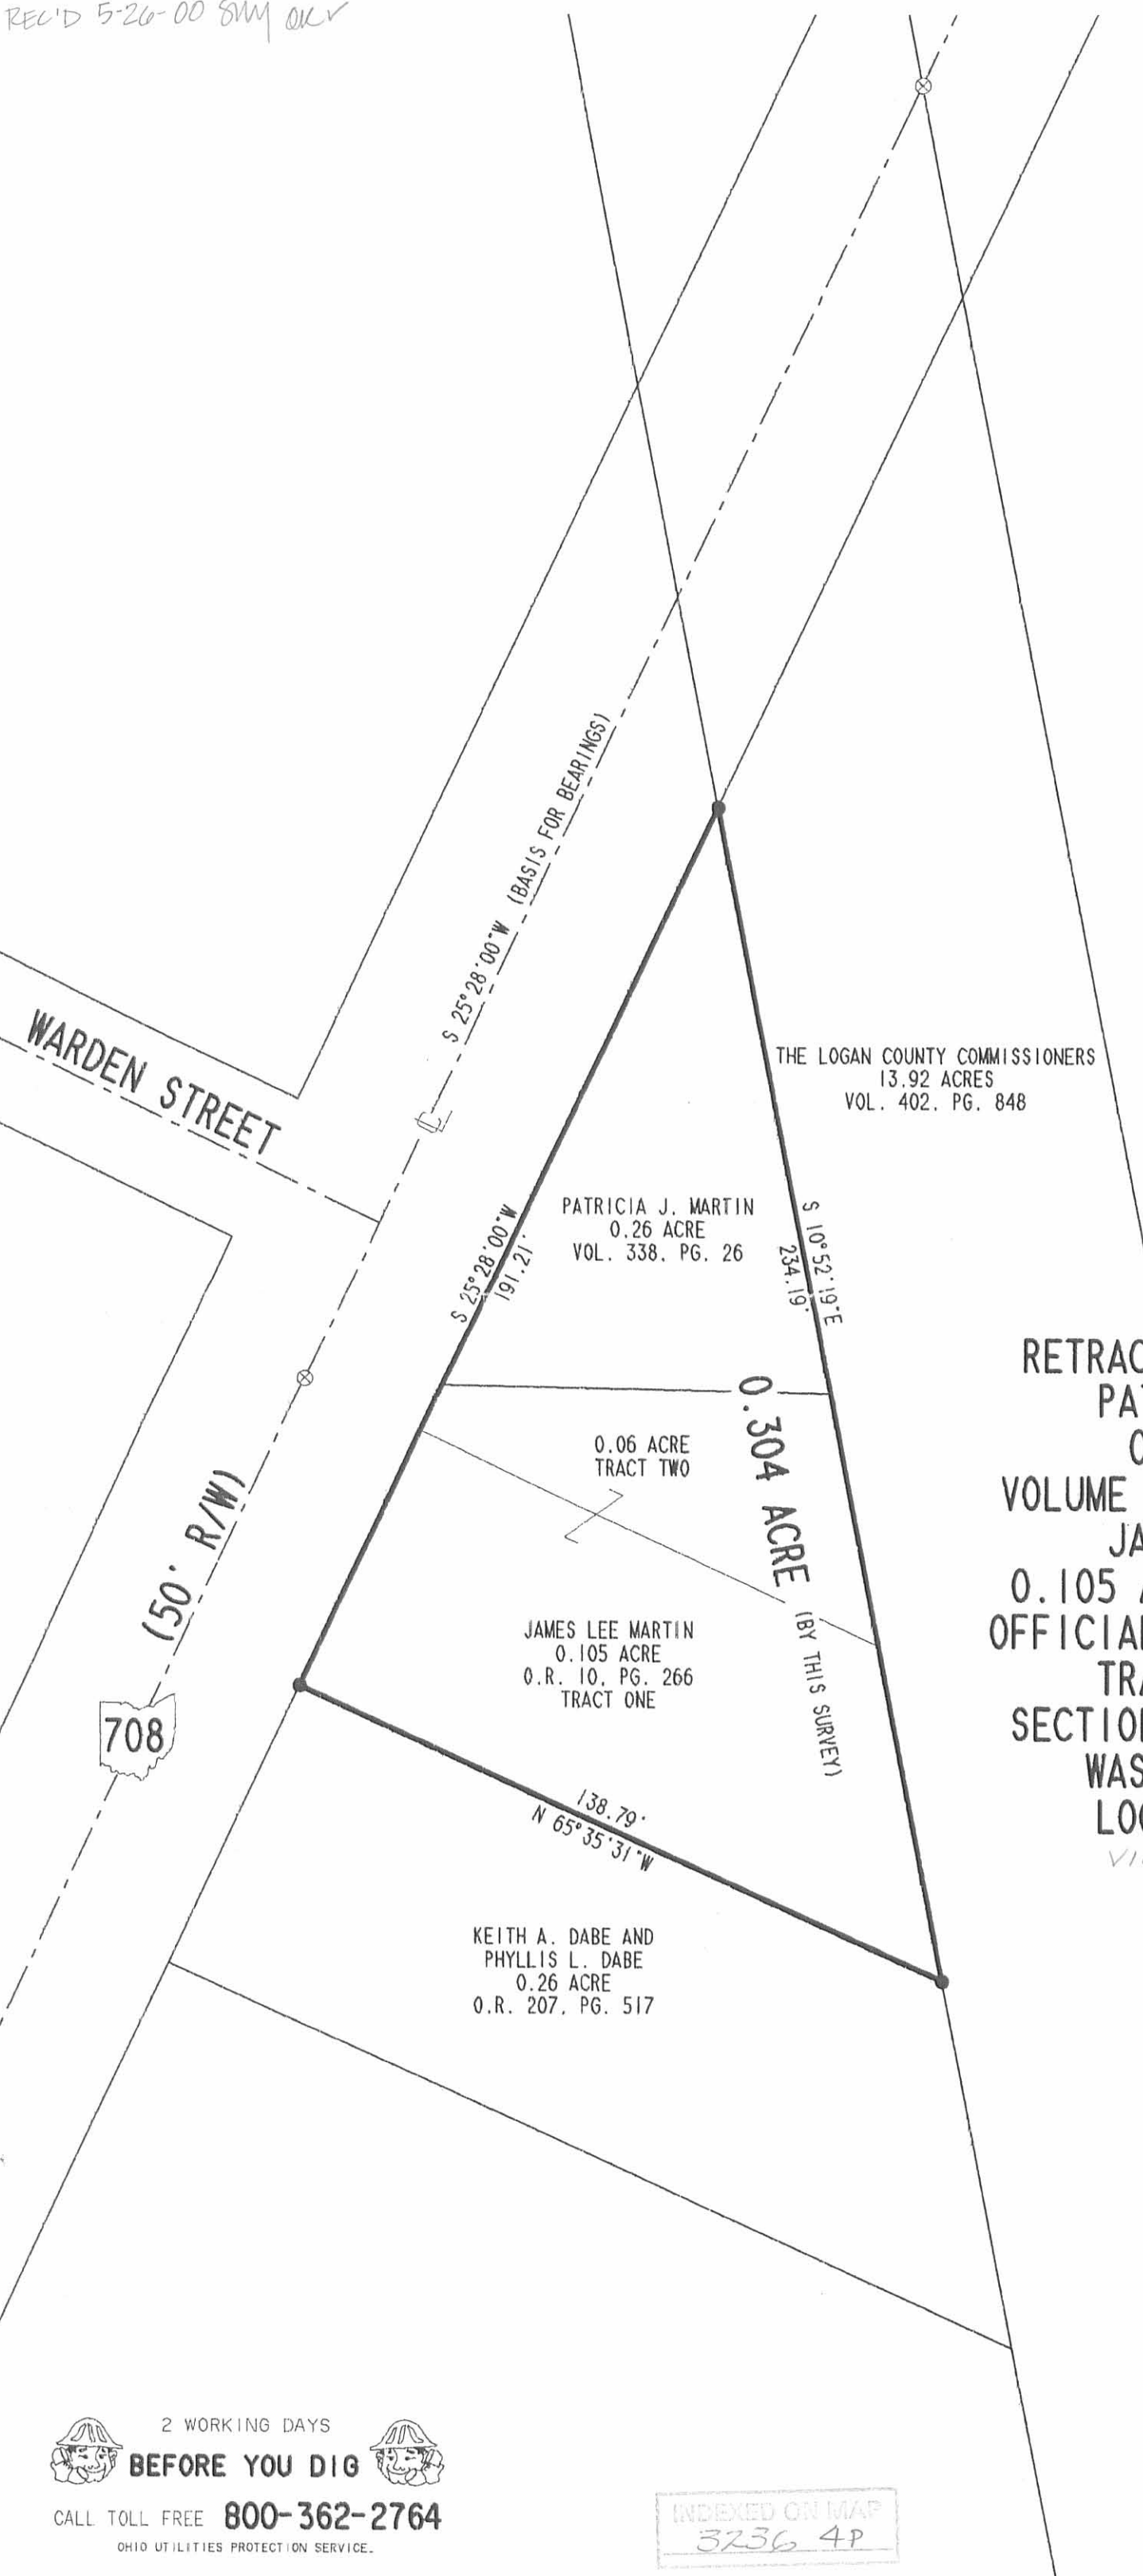 REC'D 5-26-00
S 25°28'00"W (BASIS FOR BEARINGS)
WARDEN STREET
THE LOGAN COUNTY COMMISSIONERS
13.92 ACRES
VOL. 402, PG. 848
PATRICIA J. MARTIN
0.26 ACRE
VOL. 338, PG. 26
S 25°28'00"W
191.21'
S 10°52'19"E
234.19'
0.304 ACRE (BY THIS SURVEY)
0.06 ACRE
TRACT TWO
(50' R/W)
JAMES LEE MARTIN
0.105 ACRE
O.R. 10, PG. 266
TRACT ONE
708
138.79'
N 65°35'31"W
KEITH A. DABE AND
PHYLLIS L. DABE
0.26 ACRE
O.R. 207, PG. 517
RETRAC
PA
VOLUME
JA
0.105
OFFICIA
TRA
SECTIO
WAS
LO
2 WORKING DAYS
BEFORE YOU DIG
CALL TOLL FREE 800-362-2764
OHIO UTILITIES PROTECTION SERVICE.
INDEXED ON MAP
3236 4P